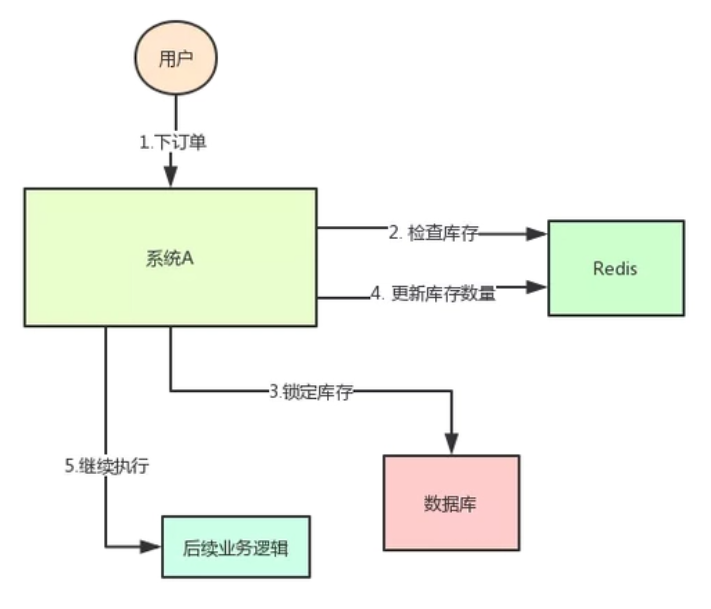 用户
1.下订单
系统A
2. 检查库存
Redis
4. 更新库存数量
3.锁定库存
5.继续执行
数据库
后续业务逻辑